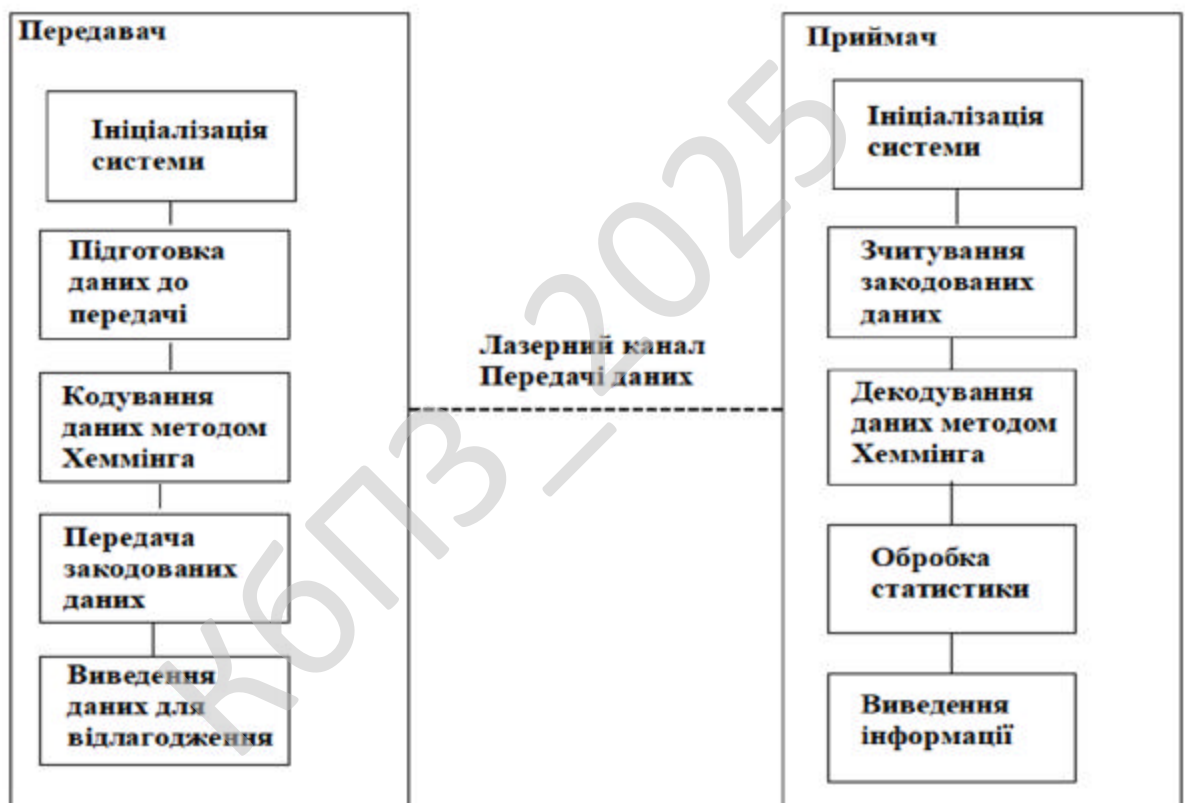 Передавач
Ініціалізація
системи
Підготовка
даних до
передачі
Кодування
даних методом
Хеммінга
Передача
закодованих
даних
Виведення
даних для
відлагодження
Лазерний канал
Передачі даних
Приймач
Ініціалізація
системи
Зчитування
закодованих
даних
Декодування
даних методом
Хеммінга
Обробка
статистики
Виведення
інформації
КбПЗ_2025